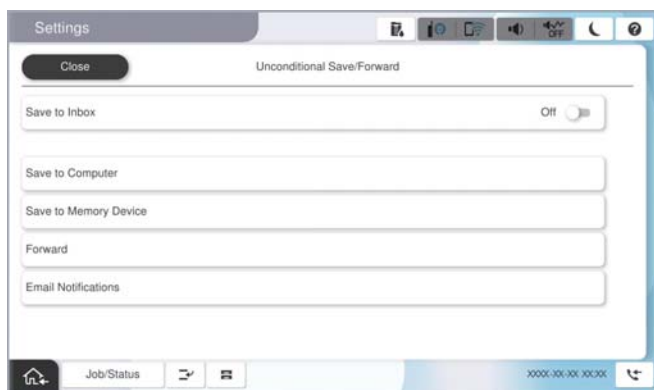 Settings
OFF
Close
Unconditional Save/Forward
Save to Inbox
Off
Save to Computer
Save to Memory Device
Forward
Email Notifications
Job/Status
XXXX-XX-XX XX:XX